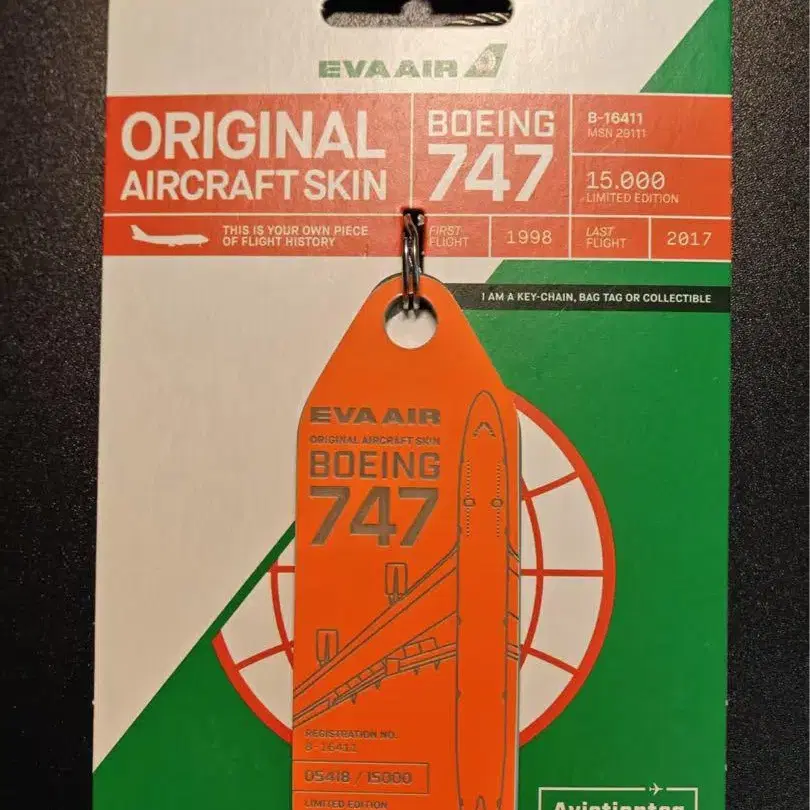 EVA AIR
ORIGINAL
AIRCRAFT SKIN
BOEING
747
B-16411
MSN 29111
15.000
LIMITED EDITION
THIS IS YOUR OWN PIECE
OF FLIGHT HISTORY
FIRST
FLIGHT
1998
LAST
FLIGHT
2017
I AM A KEY-CHAIN, BAG TAG OR COLLECTIBLE
EVA AIR
ORIGINAL AIRCRAFT SKIN
BOEING
747
REGISTRATION NO.
B-16411
05418 / 15000
LIMITED EDITION
Aviationtag